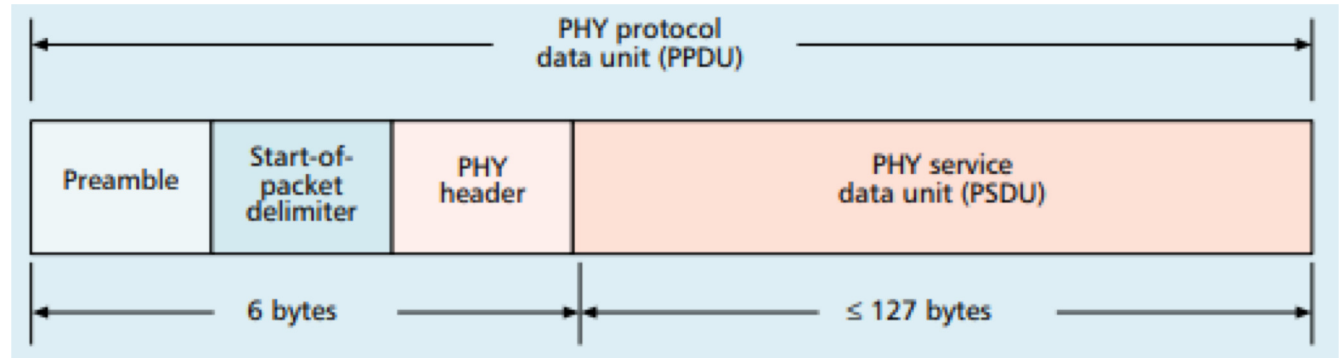 PHY protocol
data unit (PPDU)
Preamble
Start-of-
packet
delimiter
PHY
header
PHY service
data unit (PSDU)
6 bytes
≤ 127 bytes